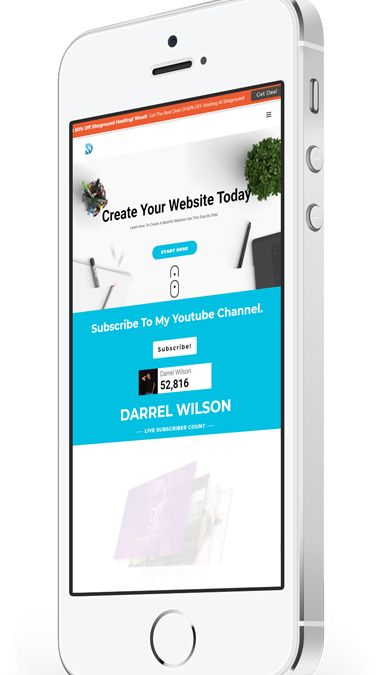 60% Off Siteground Hosting! Woot! Get The Best Deal Of 60% OFF Hosting At Siteground!
Get Deal
Create Your Website Today
Learn How To Create A Beatiful Website Like This Step By Step
START HERE
Subscribe To My Youtube Channel.
Subscribe!
Darrel Wilson
52,816
DARREL WILSON
LIVE SUBSCRIBER COUNT